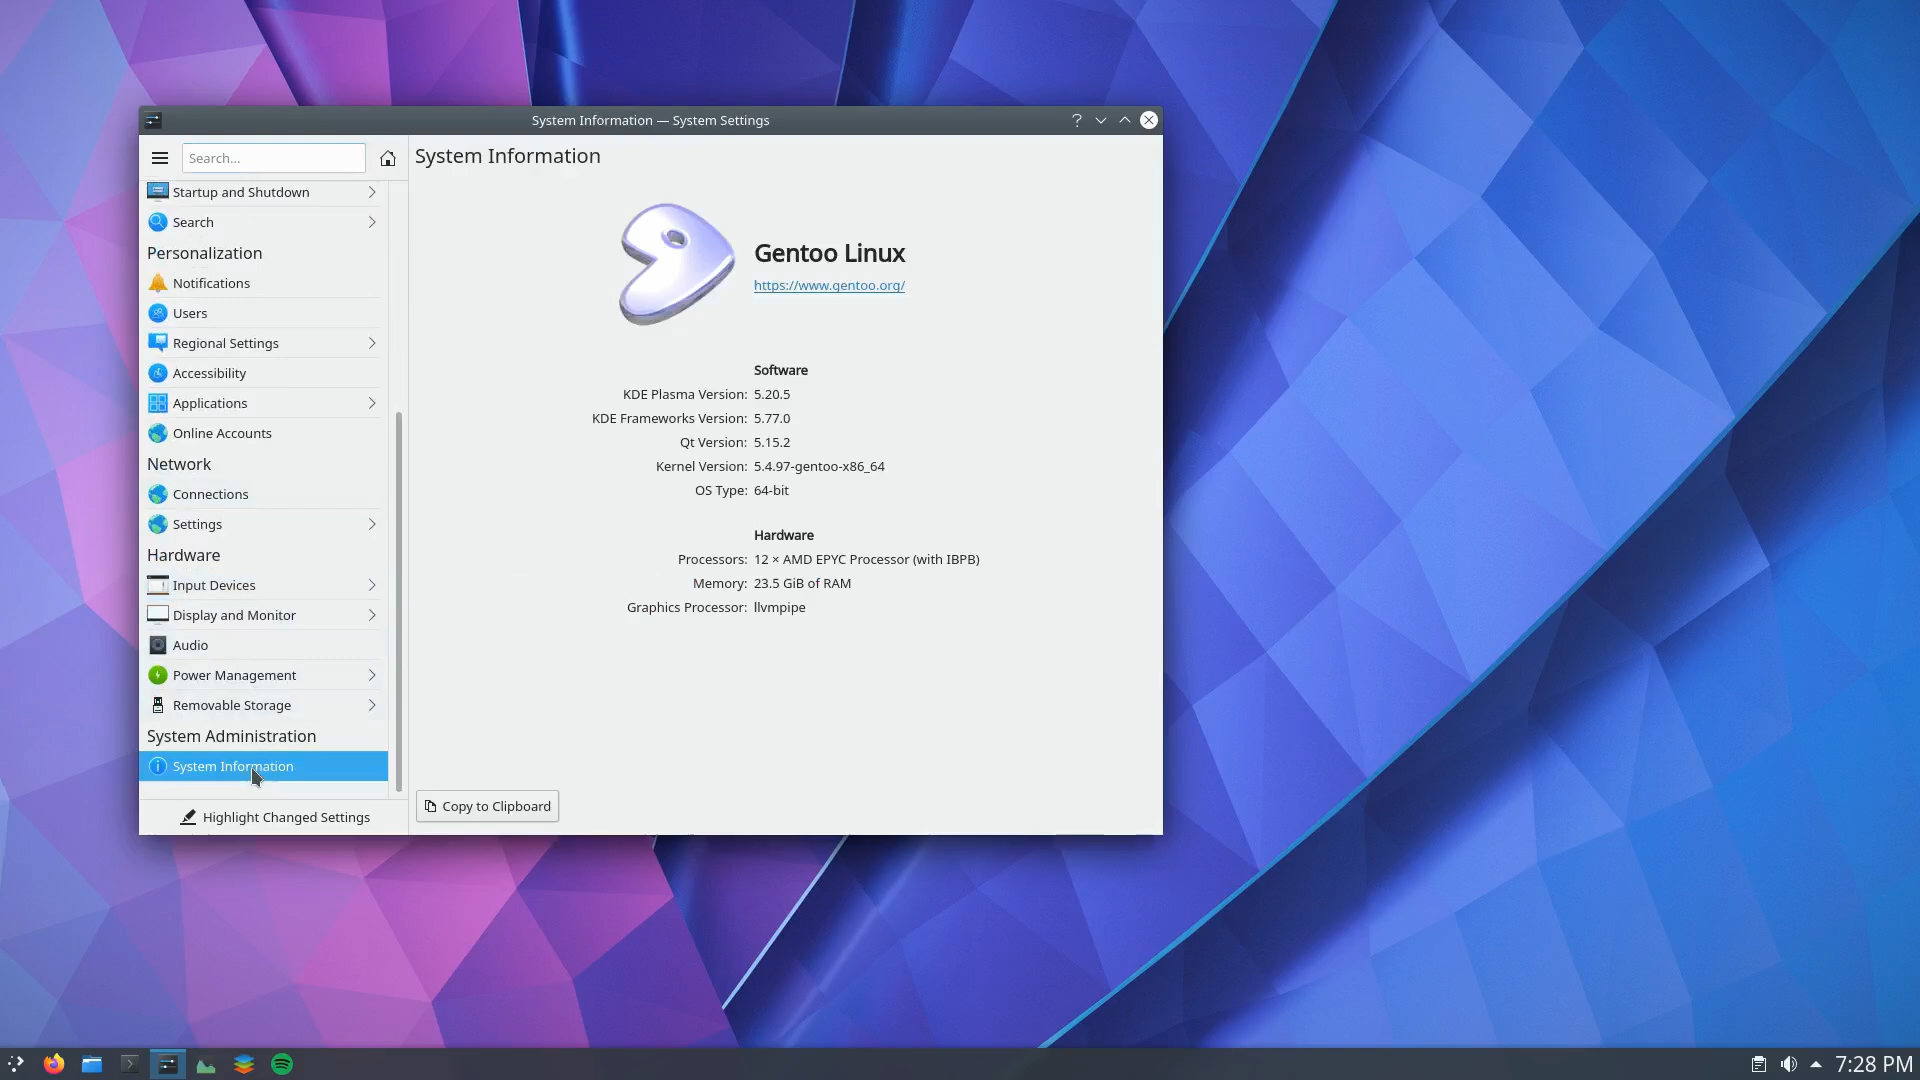 System Information — System Settings
Search...
Startup and Shutdown
Search
Personalization
Notifications
Users
Regional Settings
Accessibility
Applications
Online Accounts
Network
Connections
Settings
Hardware
Input Devices
Display and Monitor
Audio
Power Management
Removable Storage
System Administration
System Information
Highlight Changed Settings
System Information
Gentoo Linux
https://www.gentoo.org/
Software
KDE Plasma Version: 5.20.5
KDE Frameworks Version: 5.77.0
Qt Version: 5.15.2
Kernel Version: 5.4.97-gentoo-x86_64
OS Type: 64-bit
Hardware
Processors: 12 × AMD EPYC Processor (with IBPB)
Memory: 23.5 GiB of RAM
Graphics Processor: llvmpipe
Copy to Clipboard
7:28 PM